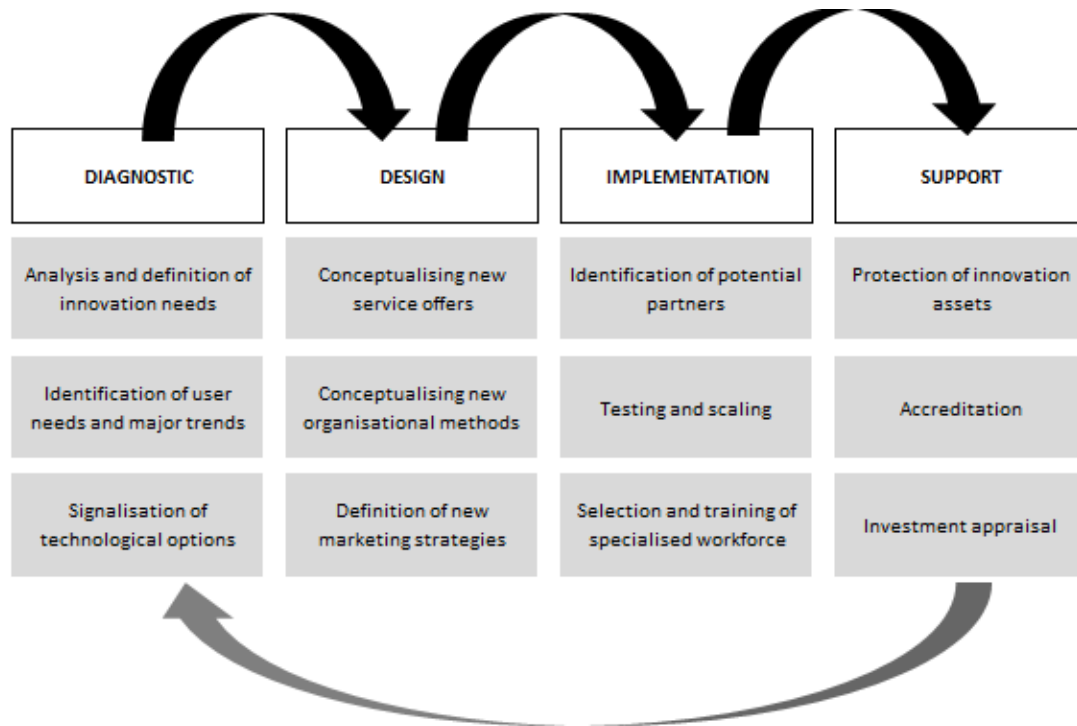 DIAGNOSTIC
DESIGN
IMPLEMENTATION
SUPPORT
Analysis and definition of
innovation needs
Conceptualising new
service offers
Identification of potential
partners
Protection of innovation
assets
Identification of user
needs and major trends
Conceptualising new
organisational methods
Testing and scaling
Accreditation
Signalisation of
technological options
Definition of new
marketing strategies
Selection and training of
specialised workforce
Investment appraisal